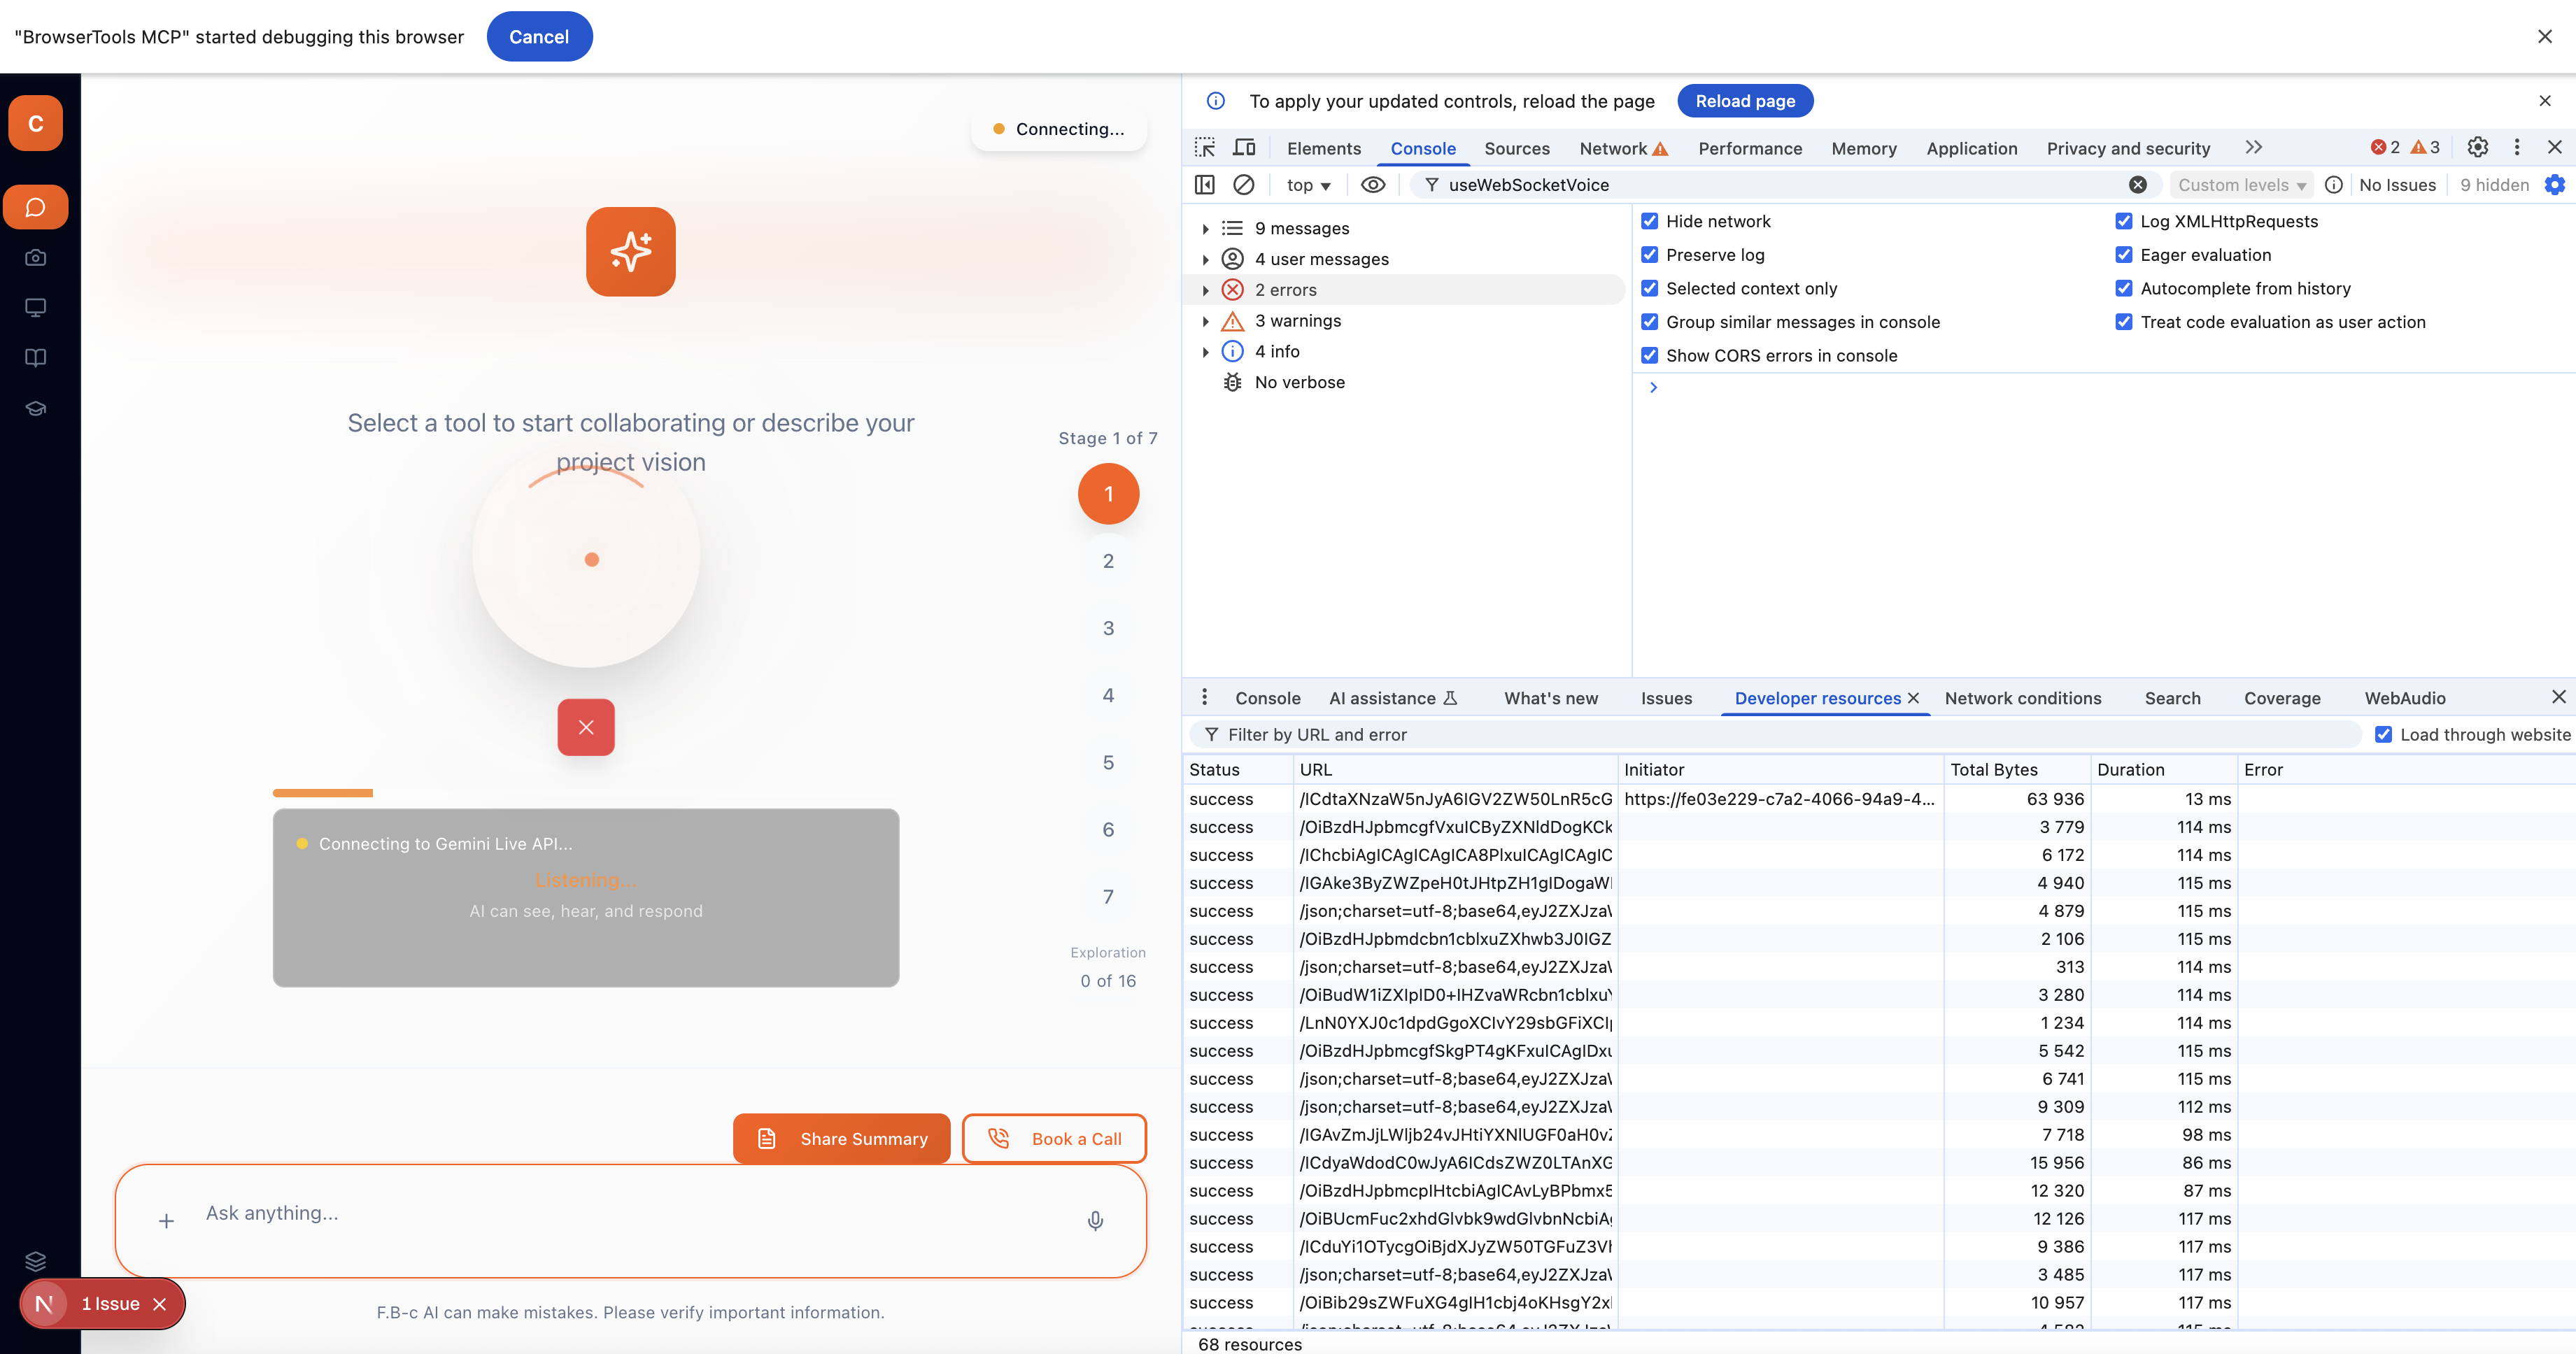 "BrowserTools MCP" started debugging this browser
Cancel
C
Connecting...
Select a tool to start collaborating or describe your
project vision
Stage 1 of 7
1
2
3
4
5
6
7
Exploration
0 of 16
Connecting to Gemini Live API...
Listening...
AI can see, hear, and respond
Share Summary
Book a Call
Ask anything...
F.B-c AI can make mistakes. Please verify important information.
N
1 Issue
To apply your updated controls, reload the page
Reload page
Elements Console Sources Network Performance Memory Application Privacy and security
2 3
top
useWebSocketVoice
Custom levels
No Issues
9 hidden
9 messages
4 user messages
2 errors
3 warnings
4 info
No verbose
Hide network
Log XMLHttpRequests
Preserve log
Eager evaluation
Selected context only
Autocomplete from history
Group similar messages in console
Treat code evaluation as user action
Show CORS errors in console
Console AI assistance What's new Issues Developer resources Network conditions Search Coverage WebAudio
Filter by URL and error
Load through website
Status URL Initiator Total Bytes Duration Error
success https://fe03e229-c7a2-4066-94a9-4... 63 936 13 ms
success 3 779 114 ms
success 6 172 114 ms
success 4 940 115 ms
success /json;charset=utf-8;base64,eyJ2ZXJza 4 879 115 ms
success 2 106 115 ms
success /json;charset=utf-8;base64,eyJ2ZXJza 313 114 ms
success 3 280 114 ms
success 1 234 114 ms
success 5 542 115 ms
success /json;charset=utf-8;base64,eyJ2ZXJza 6 741 115 ms
success /json;charset=utf-8;base64,eyJ2ZXJza 9 309 112 ms
success 7 718 98 ms
success 15 956 86 ms
success 12 320 87 ms
success 12 126 117 ms
success 9 386 117 ms
success /json;charset=utf-8;base64,eyJ2ZXJza 3 485 117 ms
success 10 957 117 ms
68 resources